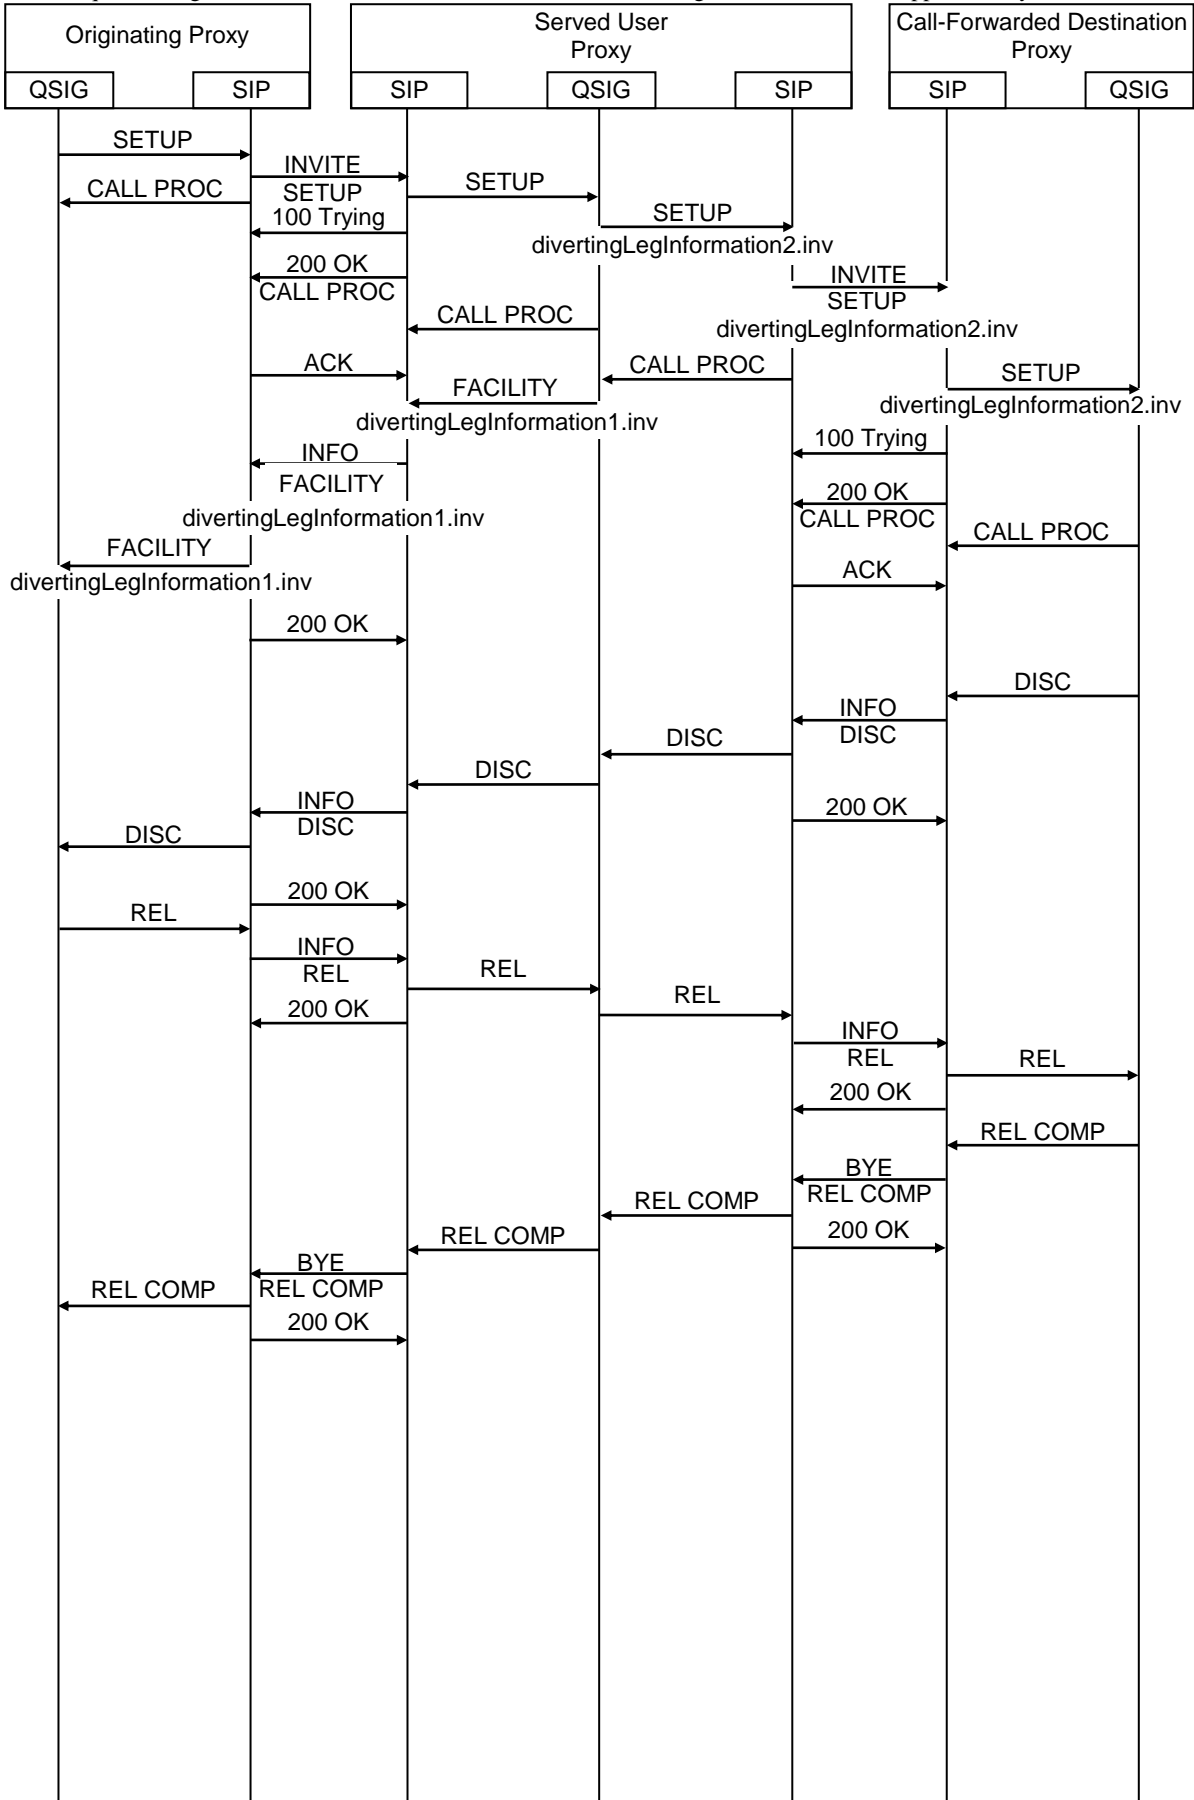 Originating Proxy
Served User
Proxy
Call-Forwarded Destination
Proxy
QSIG
SIP
SIP
QSIG
SIP
SIP
QSIG
SETUP
INVITE
SETUP
CALL PROC
SETUP
100 Trying
SETUP
divertingLegInformation2.inv
200 OK
CALL PROC
INVITE
SETUP
CALL PROC
divertingLegInformation2.inv
ACK
CALL PROC
FACILITY
SETUP
divertingLegInformation2.inv
divertingLegInformation1.inv
100 Trying
INFO
FACILITY
200 OK
CALL PROC
divertingLegInformation1.inv
CALL PROC
FACILITY
divertingLegInformation1.inv
ACK
200 OK
DISC
INFO
DISC
DISC
DISC
INFO
DISC
200 OK
DISC
200 OK
REL
INFO
REL
REL
REL
200 OK
INFO
REL
REL
200 OK
REL COMP
BYE
REL COMP
REL COMP
200 OK
REL COMP
BYE
REL COMP
REL COMP
200 OK